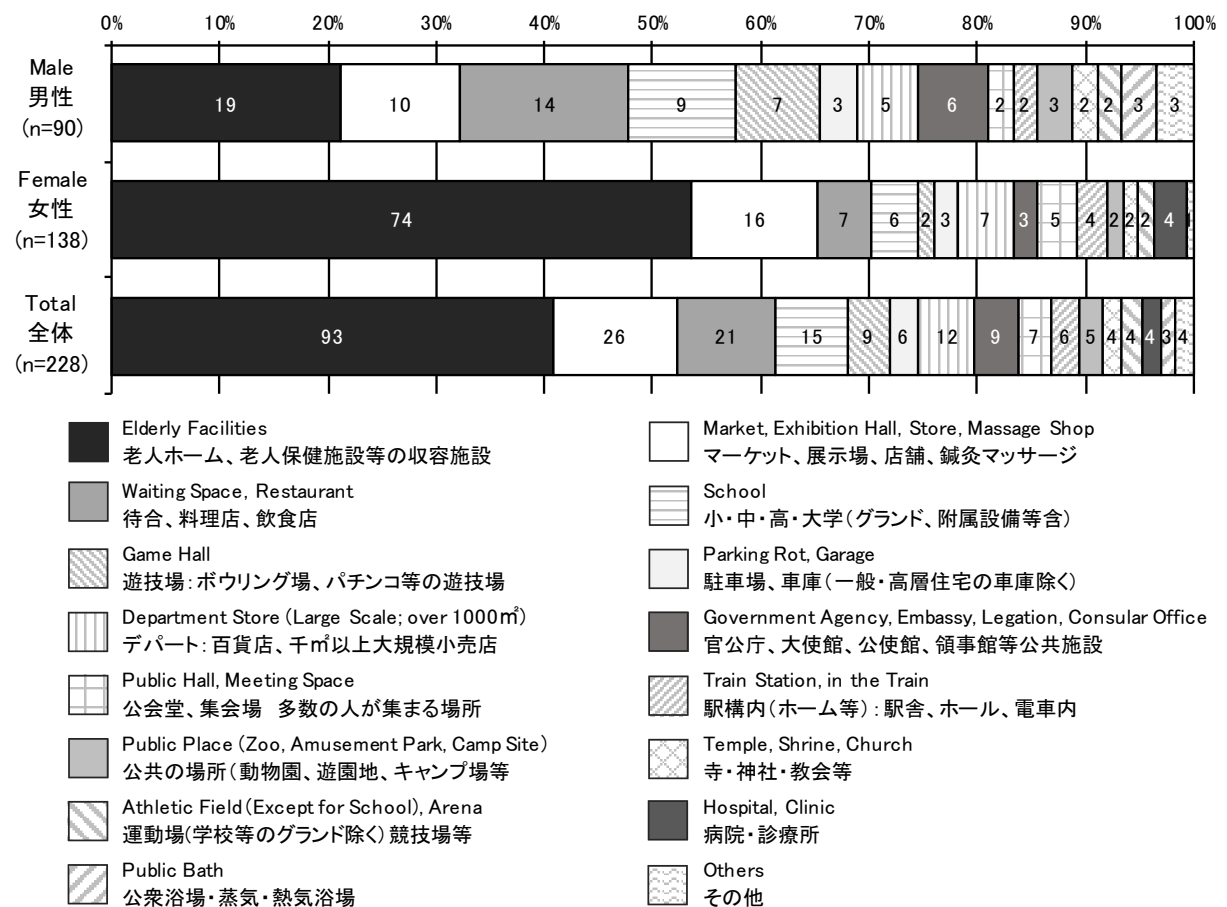 0% 10% 20% 30% 40% 50% 60% 70% 80% 90% 100%
Male
男性
(n=90)
19 10 14 9 7 3 5 6 2 2 3 2 2 3 3
Female
女性
(n=138)
74 16 7 6 2 3 7 3 5 4 2 2 2 4 1
Total
全体
(n=228)
93 26 21 15 9 6 12 9 7 6 5 4 4 4 3 4
Elderly Facilities
老人ホーム、老人保健施設等の収容施設
Market, Exhibition Hall, Store, Massage Shop
マーケット、展示場、店舗、鍼灸マッサージ
Waiting Space, Restaurant
待合、料理店、飲食店
School
小・中・高・大学(グランド、附属設備等含)
Game Hall
遊技場:ボウリング場、パチンコ等の遊技場
Parking Rot, Garage
駐車場、車庫(一般・高層住宅の車庫除く)
Department Store (Large Scale; over 1000㎡)
デパート:百貨店、千㎡以上大規模小売店
Government Agency, Embassy, Legation, Consular Office
官公庁、大使館、公使館、領事館等公共施設
Public Hall, Meeting Space
公会堂、集会場 多数の人が集まる場所
Train Station, in the Train
駅構内(ホーム等):駅舎、ホール、電車内
Public Place (Zoo, Amusement Park, Camp Site)
公共の場所(動物園、遊園地、キャンプ場等
Temple, Shrine, Church
寺・神社・教会等
Athletic Field (Except for School), Arena
運動場(学校等のグランド除く)競技場等
Hospital, Clinic
病院・診療所
Public Bath
公衆浴場・蒸気・熱気浴場
Others
その他